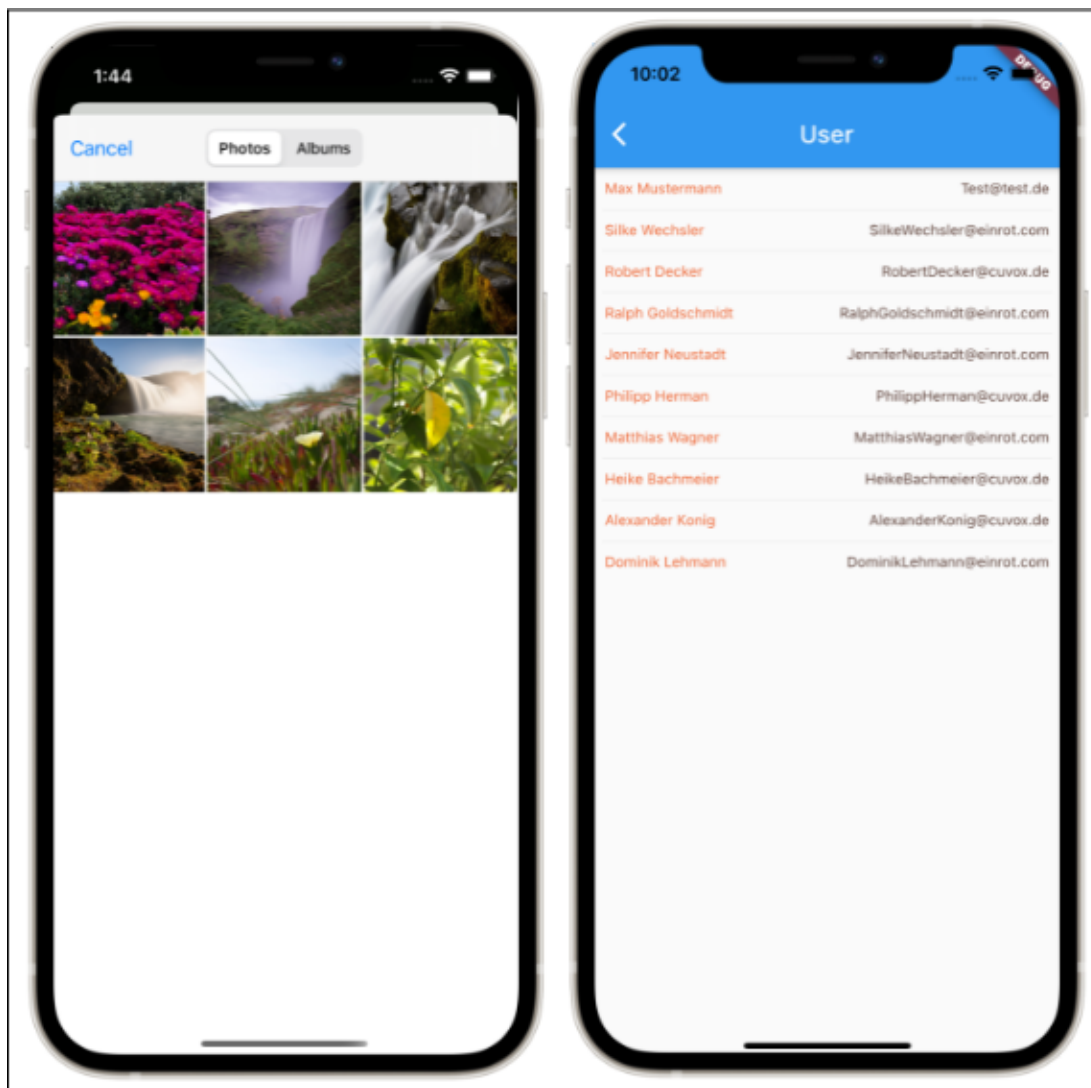 1:44
Cancel
Photos Albums
10:02
DEBUG
User
Max Mustermann Test@test.de
Silke Wechsler SilkeWechsler@einrot.com
Robert Decker RobertDecker@cuvox.de
Ralph Goldschmidt RalphGoldschmidt@einrot.com
Jennifer Neustadt JenniferNeustadt@einrot.com
Philipp Herman PhilippHerman@cuvox.de
Matthias Wagner MatthiasWagner@einrot.com
Heike Bachmeier HeikeBachmeier@cuvox.de
Alexander Konig AlexanderKonig@cuvox.de
Dominik Lehmann DominikLehmann@einrot.com